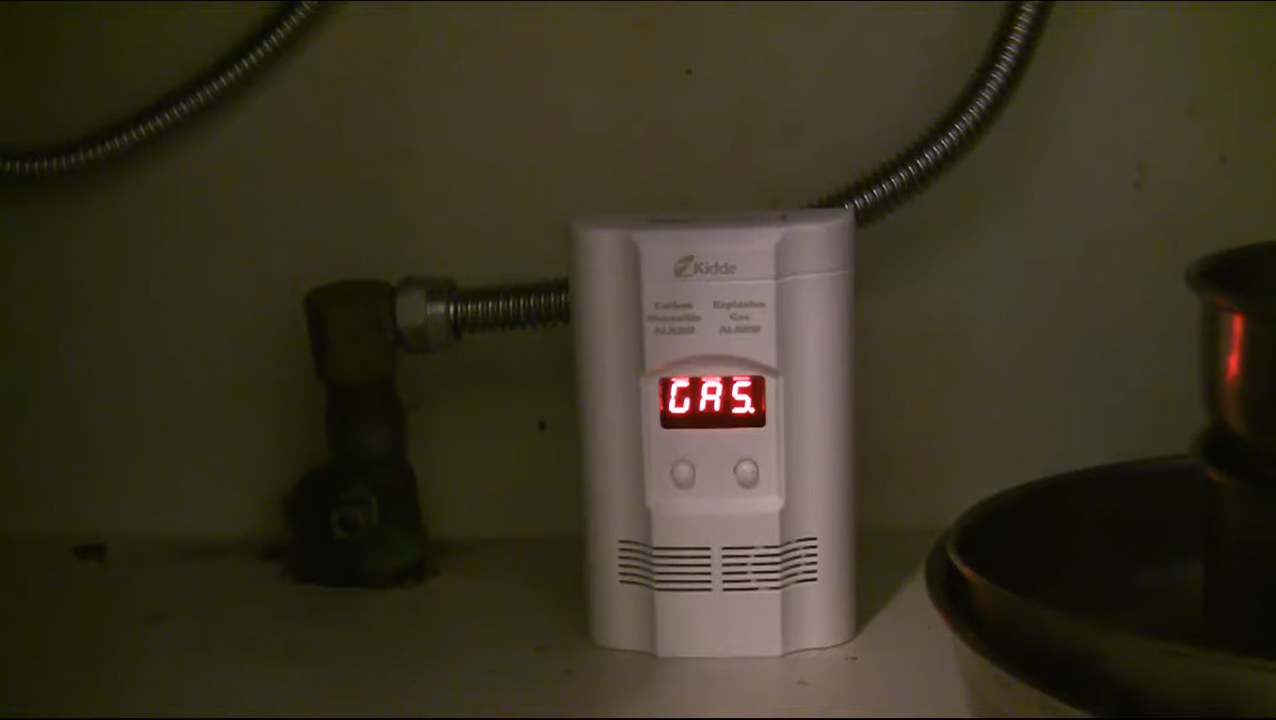 Kidde
Carbon Explosive
Monoxide Gas
ALARM ALARM
GAS.